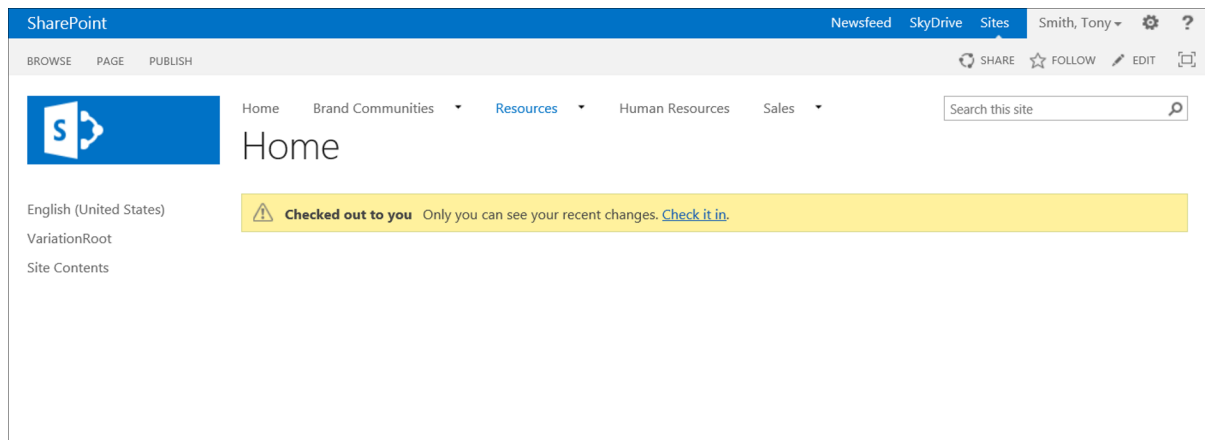 SharePoint Newsfeed SkyDrive Sites Smith, Tony ?
BROWSE PAGE PUBLISH SHARE FOLLOW EDIT
S
Home Brand Communities Resources Human Resources Sales Search this site
Home
English (United States)
Checked out to you Only you can see your recent changes. Check it in.
VariationRoot
Site Contents